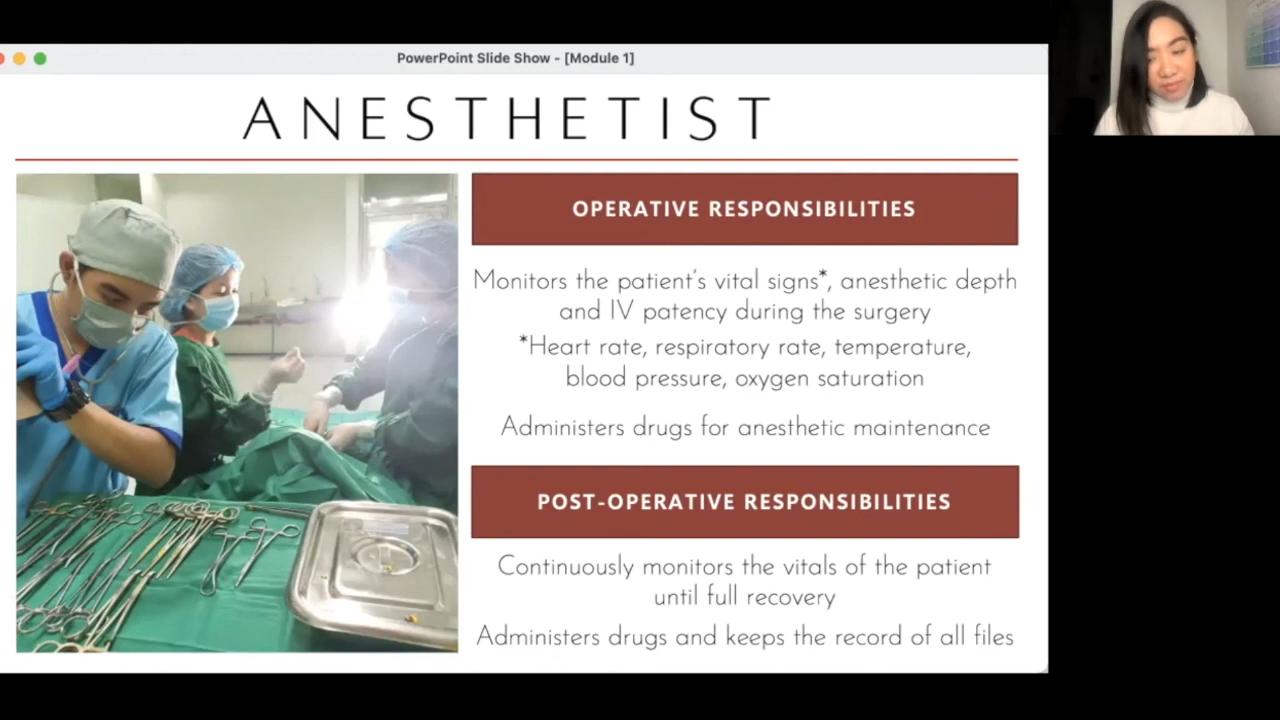 PowerPoint Slide Show - [Module 1]
ANESTHETIST
OPERATIVE RESPONSIBILITIES
Monitors the patient's vital signs*, anesthetic depth
and IV patency during the surgery
*Heart rate, respiratory rate, temperature,
blood pressure, oxygen saturation
Administers drugs for anesthetic maintenance
POST-OPERATIVE RESPONSIBILITIES
Continuously monitors the vitals of the patient
until full recovery
Administers drugs and keeps the record of all files